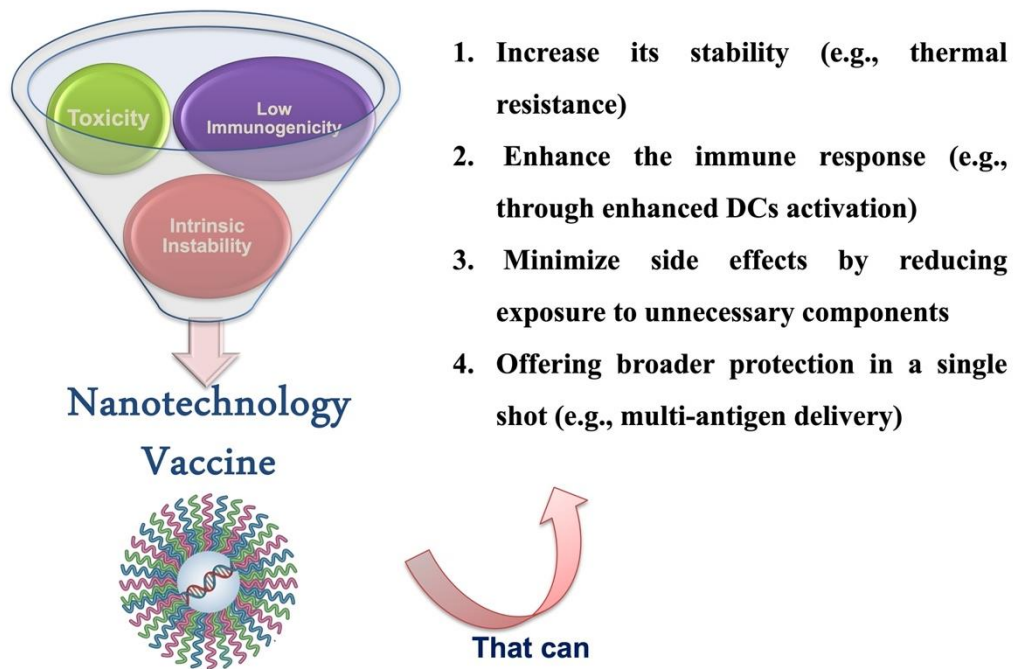 Toxicity
Low
Immunogenicity
Intrinsic
Instability
Nanotechnology
Vaccine
1. Increase its stability (e.g., thermal
resistance)
2. Enhance the immune response (e.g.,
through enhanced DCs activation)
3. Minimize side effects by reducing
exposure to unnecessary components
4. Offering broader protection in a single
shot (e.g., multi-antigen delivery)
That can